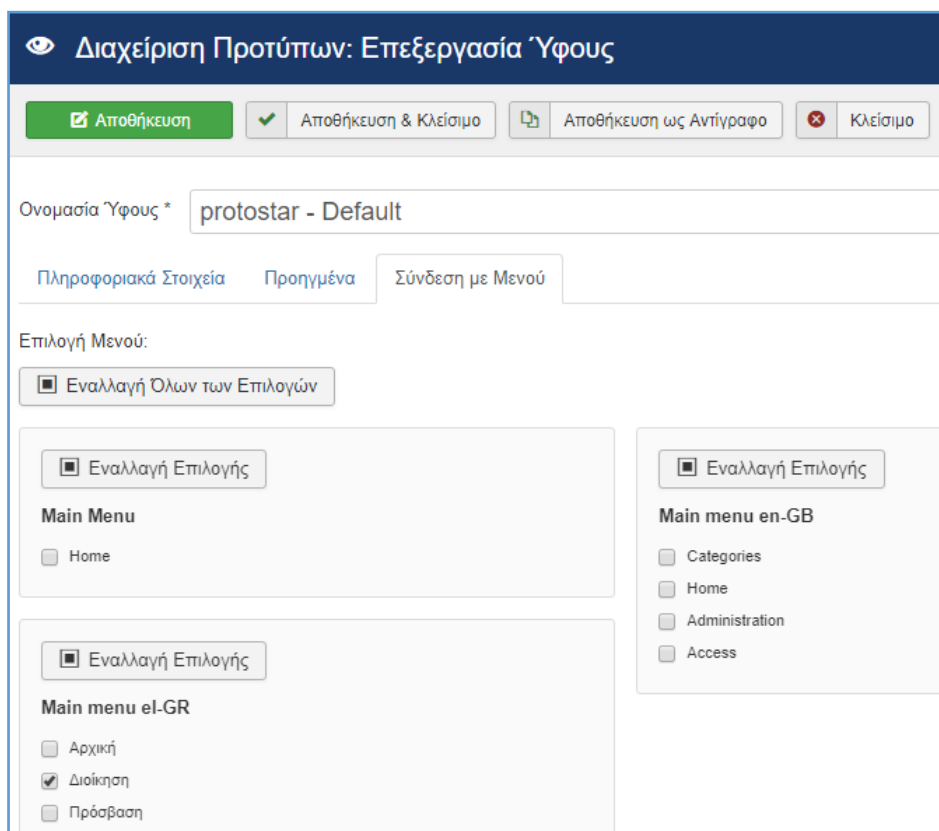 Διαχείριση Προτύπων: Επεξεργασία Ύφους
Αποθήκευση Αποθήκευση & Κλείσιμο Αποθήκευση ως Αντίγραφο Κλείσιμο
Ονομασία Ύφους * protostar - Default
Πληροφοριακά Στοιχεία Προηγμένα Σύνδεση με Μενού
Επιλογή Μενού:
Εναλλαγή Όλων των Επιλογών
Εναλλαγή Επιλογής
Main Menu
Home
Εναλλαγή Επιλογής
Main menu en-GB
Categories
Home
Administration
Access
Εναλλαγή Επιλογής
Main menu el-GR
Αρχική
Διοίκηση
Πρόσβαση